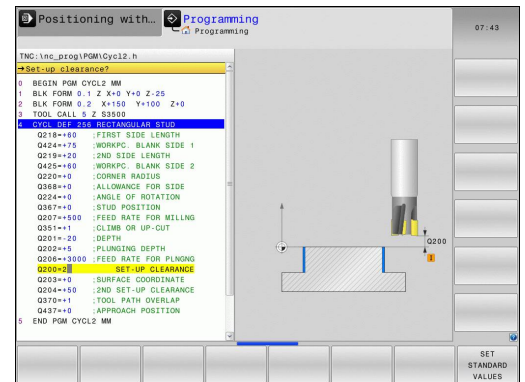 Positioning with...
Programming
Programming
07:43
TNC:\nc_prog\PGM\Cycl2.h
→Set-up clearance?
0 BEGIN PGM CYCL2 MM
1 BLK FORM 0.1 Z X+0 Y+0 Z-25
2 BLK FORM 0.2 X+150 Y+100 Z+0
3 TOOL CALL 5 Z S3500
4 CYCL DEF 256 RECTANGULAR STUD
Q218=+60 ;FIRST SIDE LENGTH
Q424=+75 ;WORKPC. BLANK SIDE 1
Q219=+20 ;2ND SIDE LENGTH
Q425=+60 ;WORKPC. BLANK SIDE 2
Q220=+0 ;CORNER RADIUS
Q368=+0 ;ALLOWANCE FOR SIDE
Q224=+0 ;ANGLE OF ROTATION
Q367=+0 ;STUD POSITION
Q207=+500 ;FEED RATE FOR MILLNG
Q351=+1 ;CLIMB OR UP-CUT
Q201=-20 ;DEPTH
Q202=+5 ;PLUNGING DEPTH
Q206=+3000 ;FEED RATE FOR PLNGNG
Q200=2 SET-UP CLEARANCE
Q203=+0 ;SURFACE COORDINATE
Q204=+50 ;2ND SET-UP CLEARANCE
Q370=+1 ;TOOL PATH OVERLAP
Q437=+0 ;APPROACH POSITION
5 END PGM CYCL2 MM
Q200
I
SET
STANDARD
VALUES